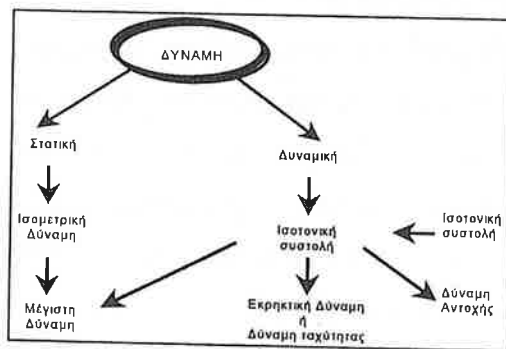 ΔΥΝΑΜΗ
Στατική
Δυναμική
Ισομετρική
Δύναμη
Ισοτονική
συστολή
Ισοτονική
συστολή
Μέγιστη
Δύναμη
Εκρηκτική Δύναμη
ή
Δύναμη ταχύτητας
Δύναμη
Αντοχής